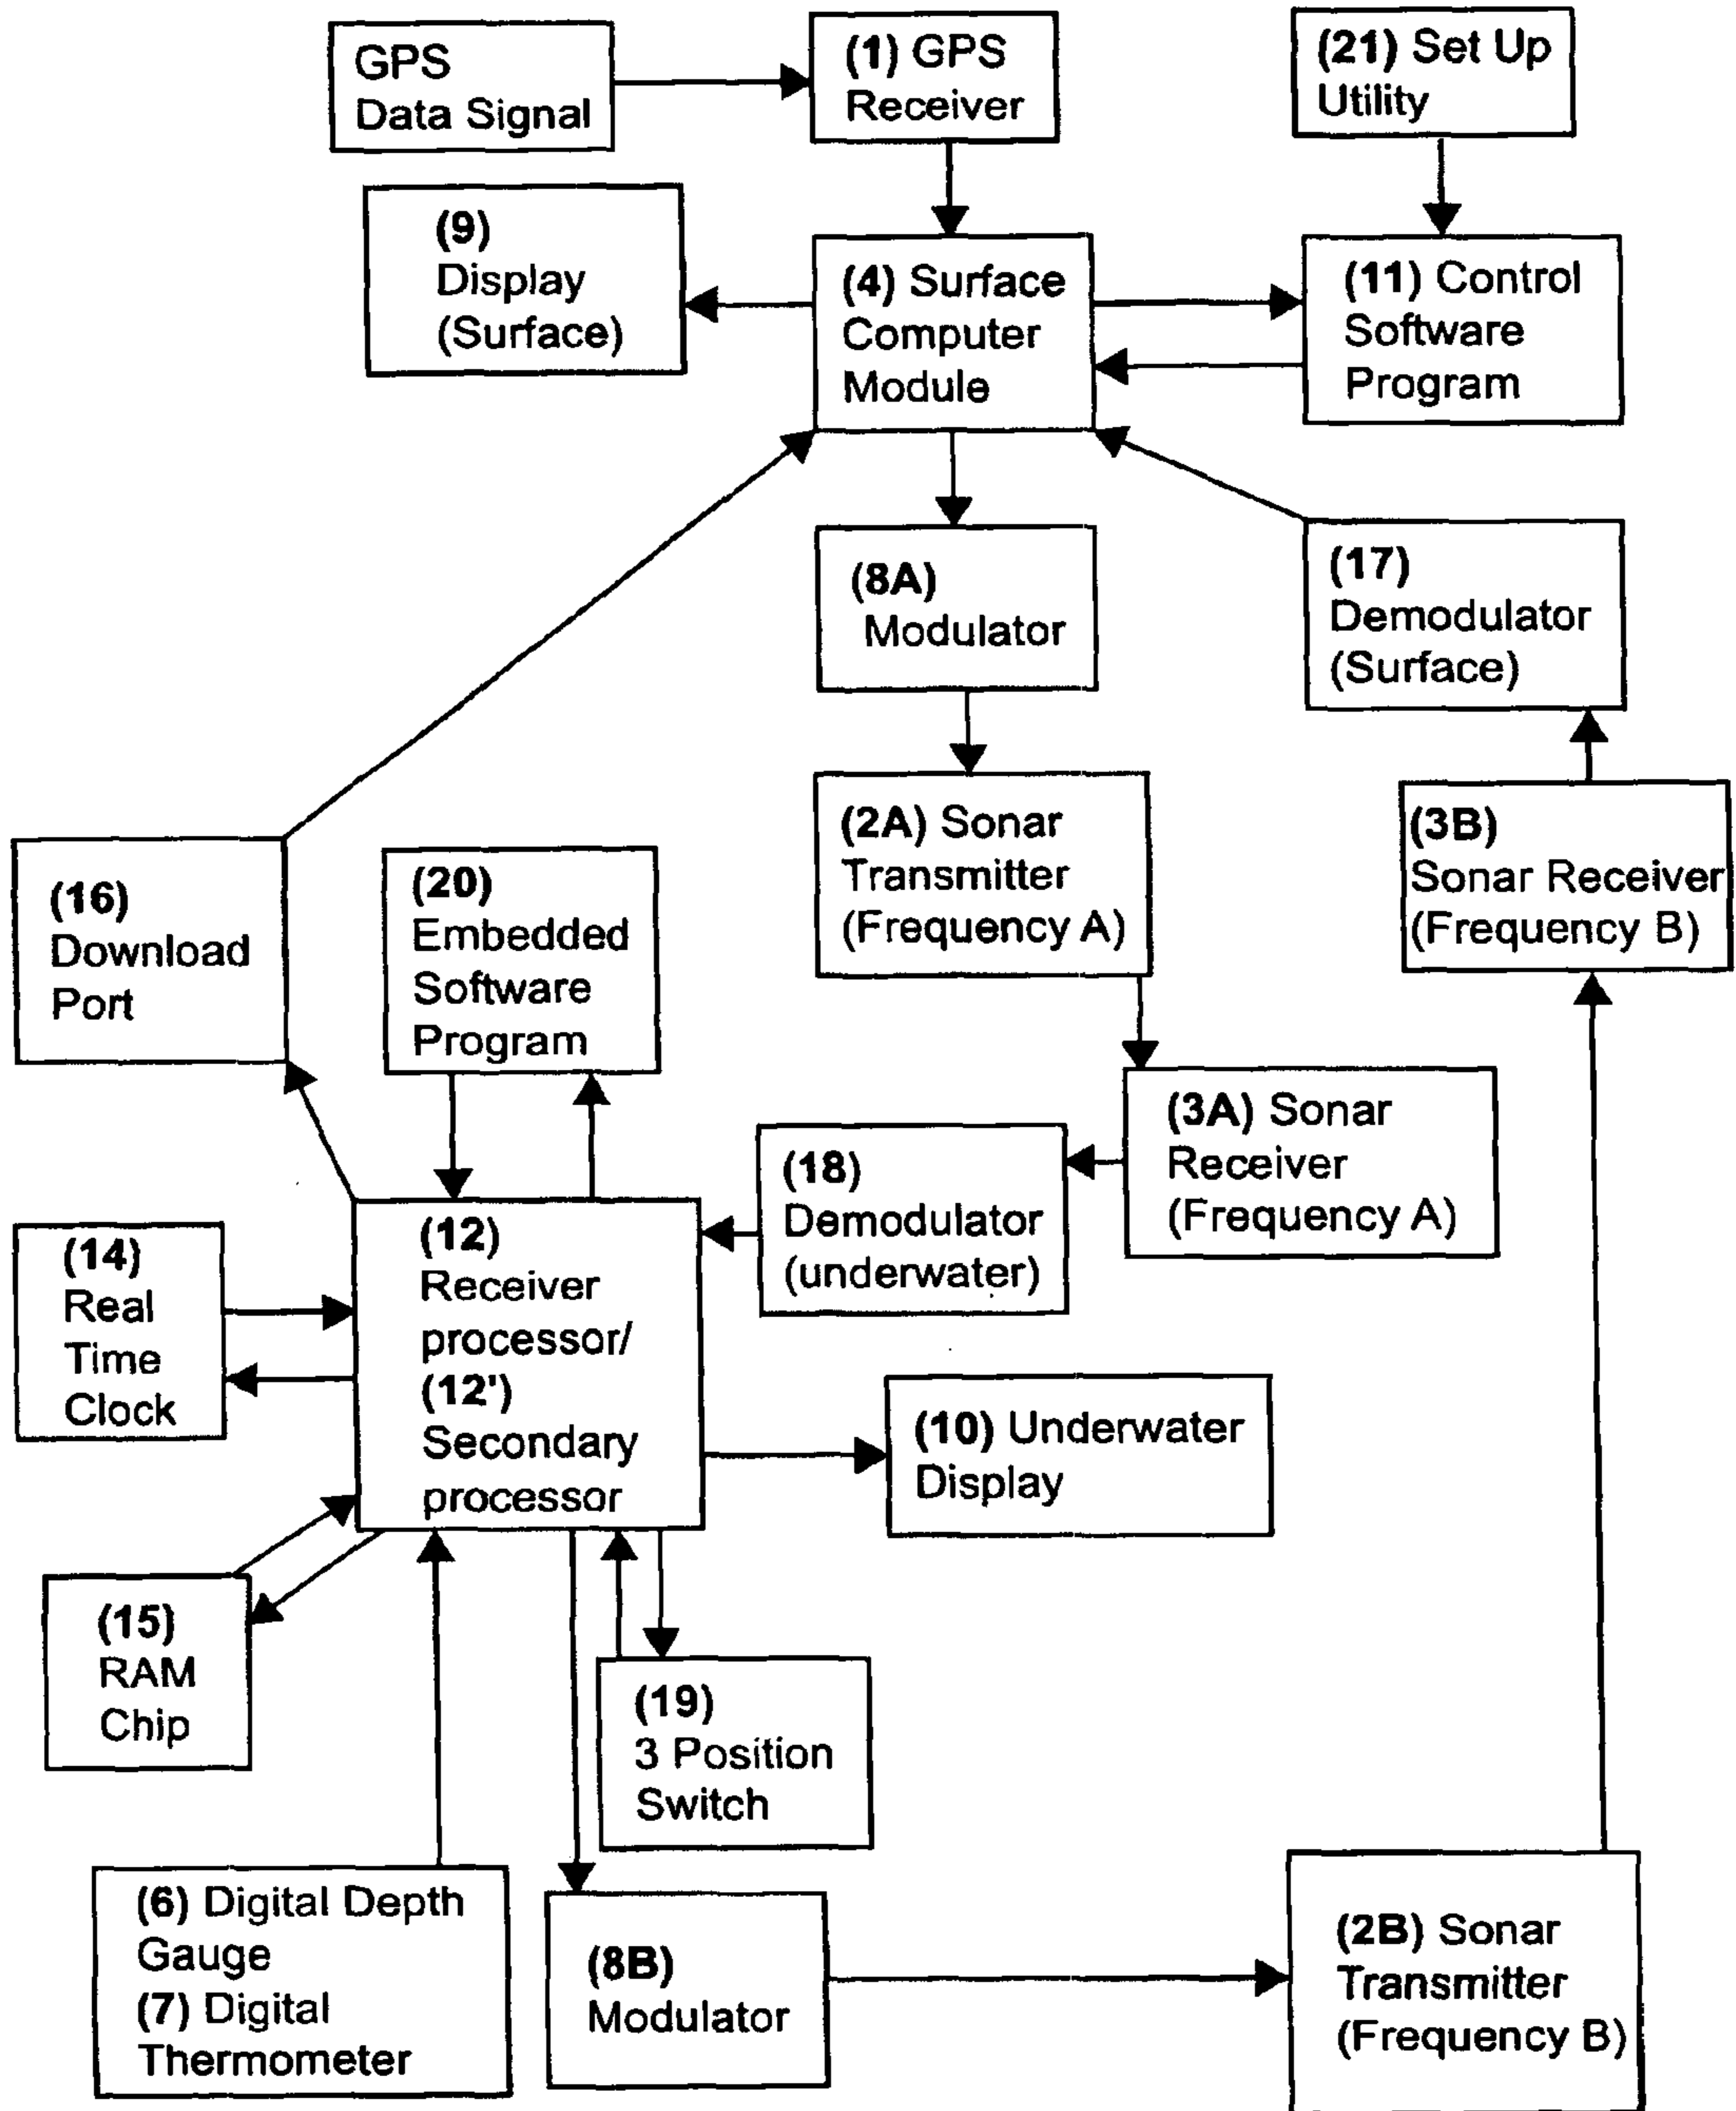 GPS
Data Signal
(1) GPS
Receiver
(21) Set Up
Utility
(9)
Display
(Surface)
(4) Surface
Computer
Module
(11) Control
Software
Program
(8A)
Modulator
(17)
Demodulator
(Surface)
(2A) Sonar
Transmitter
(Frequency A)
(3B)
Sonar Receiver
(Frequency B)
(16)
Download
Port
(20)
Embedded
Software
Program
(3A) Sonar
Receiver
(Frequency A)
(18)
Demodulator
(underwater)
(14)
Real
Time
Clock
(12)
Receiver
processor/
(12')
Secondary
processor
(10) Underwater
Display
(15)
RAM
Chip
(19)
3 Position
Switch
(6) Digital Depth
Gauge
(7) Digital
Thermometer
(8B)
Modulator
(2B) Sonar
Transmitter
(Frequency B)